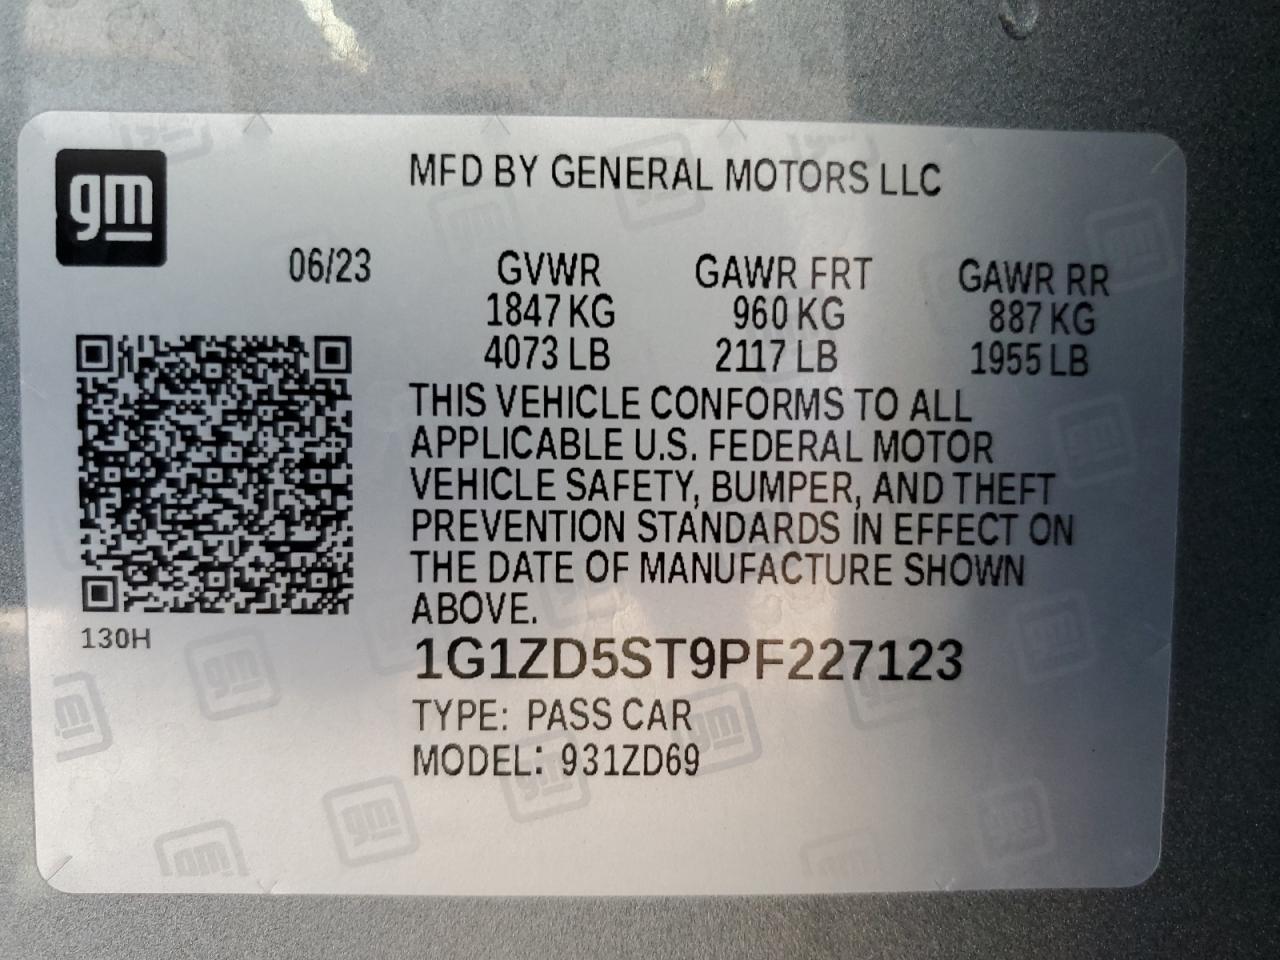 gm
MFD BY GENERAL MOTORS LLC
06/23 GVWR GAWR FRT GAWR RR
1847 KG 960 KG 887 KG
4073 LB 2117 LB 1955 LB
THIS VEHICLE CONFORMS TO ALL
APPLICABLE U.S. FEDERAL MOTOR
VEHICLE SAFETY, BUMPER, AND THEFT
PREVENTION STANDARDS IN EFFECT ON
THE DATE OF MANUFACTURE SHOWN
ABOVE.
130H
1G1ZD5ST9PF227123
TYPE: PASS CAR
MODEL: 931ZD69